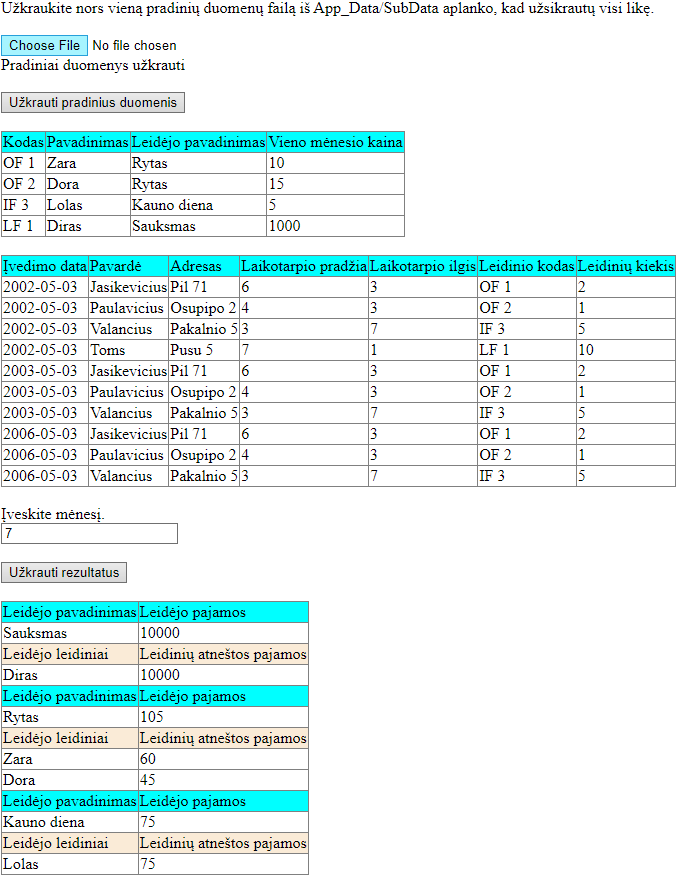 Užkraukite nors vieną pradinių duomenų failą iš App_Data/SubData aplanko, kad užsikrautų visi likę.
Choose File No file chosen
Pradiniai duomenys užkrauti
Užkrauti pradinius duomenis
Kodas Pavadinimas Leidėjo pavadinimas Vieno mėnesio kaina
OF 1 Zara Rytas 10
OF 2 Dora Rytas 15
IF 3 Lolas Kauno diena 5
LF 1 Diras Sauksmas 1000
Įvedimo data Pavardė Adresas Laikotarpio pradžia Laikotarpio ilgis Leidinio kodas Leidinių kiekis
2002-05-03 Jasikevicius Pil 71 6 3 OF 1 2
2002-05-03 Paulavicius Osupipo 2 4 3 OF 2 1
2002-05-03 Valancius Pakalnio 5 3 7 IF 3 5
2002-05-03 Toms Pusu 5 7 1 LF 1 10
2003-05-03 Jasikevicius Pil 71 6 3 OF 1 2
2003-05-03 Paulavicius Osupipo 2 4 3 OF 2 1
2003-05-03 Valancius Pakalnio 5 3 7 IF 3 5
2006-05-03 Jasikevicius Pil 71 6 3 OF 1 2
2006-05-03 Paulavicius Osupipo 2 4 3 OF 2 1
2006-05-03 Valancius Pakalnio 5 3 7 IF 3 5
Įveskite mėnesį.
7
Užkrauti rezultatus
Leidėjo pavadinimas Leidėjo pajamos
Sauksmas 10000
Leidėjo leidiniai Leidinių atneštos pajamos
Diras 10000
Leidėjo pavadinimas Leidėjo pajamos
Rytas 105
Leidėjo leidiniai Leidinių atneštos pajamos
Zara 60
Dora 45
Leidėjo pavadinimas Leidėjo pajamos
Kauno diena 75
Leidėjo leidiniai Leidinių atneštos pajamos
Lolas 75